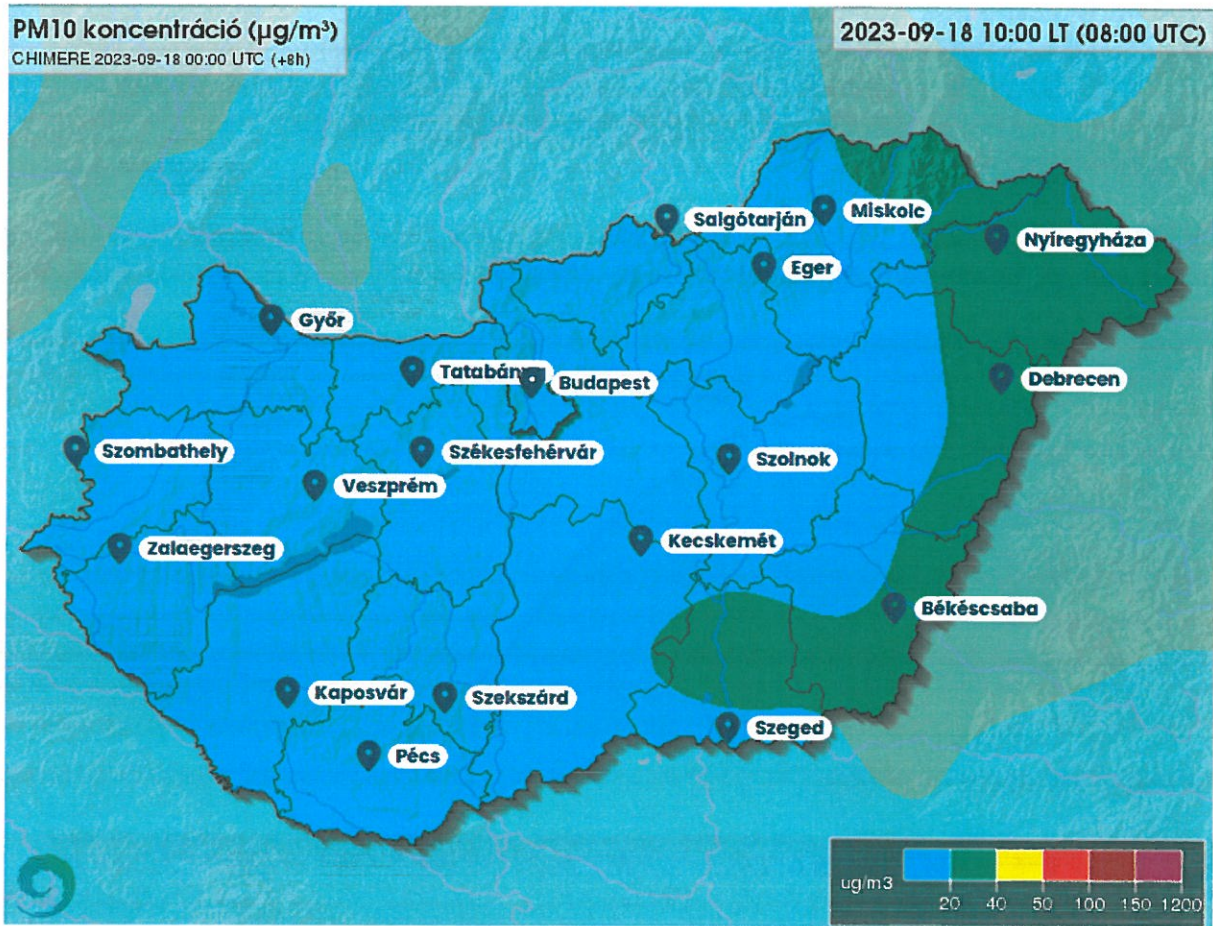 PM10 koncentráció (µg/m³)
CHIMERE 2023-09-18 00:00 UTC (+8h)
2023-09-18 10:00 LT (08:00 UTC)
Salgótarján
Miskolc
Nyíregyháza
Eger
Győr
Tatabánya
Budapest
Debrecen
Szombathely
Székesfehérvár
Szolnok
Veszprém
Zalaegerszeg
Kecskemét
Békéscsaba
Kaposvár
Szekszárd
Szeged
Pécs
ug/m3
20 40 50 100 150 1200